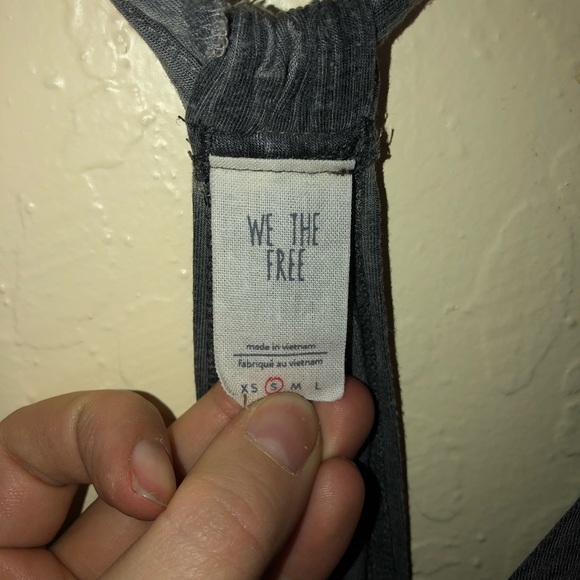 WE THE
FREE
made in vietnam
Fabriqué au vietnam
XS S M L